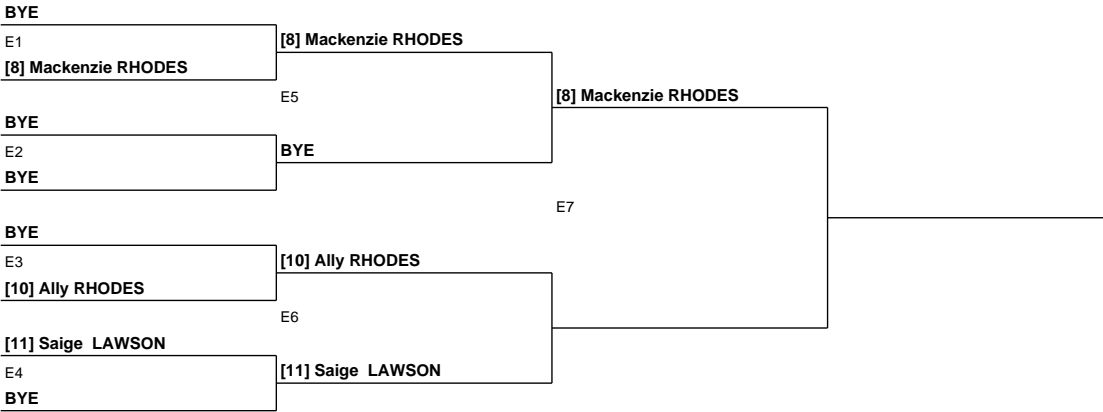 BYE
E1
[8] Mackenzie RHODES
[8] Mackenzie RHODES
E5
[8] Mackenzie RHODES
BYE
E2
BYE
BYE
E7
BYE
E3
[10] Ally RHODES
[10] Ally RHODES
E6
[11] Saige  LAWSON
E4
[11] Saige  LAWSON
BYE